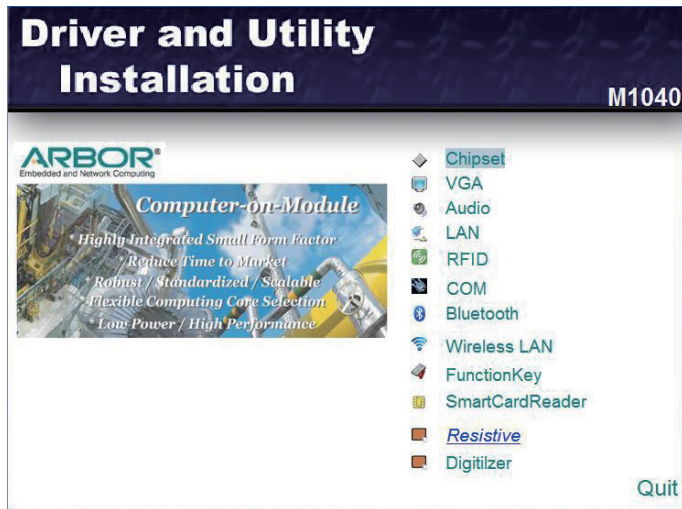 Driver and Utility
Installation
M1040
ARBOR®
Embedded and Network Computing
Computer-on-Module
* Highly Integrated Small Form Factor
* Reduce Time to Market
* Robust / Standardized / Scalable
* Flexible Computing Core Selection
* Low Power / High Performance
Chipset
VGA
Audio
LAN
RFID
COM
Bluetooth
Wireless LAN
FunctionKey
SmartCardReader
Resistive
Digitilzer
Quit